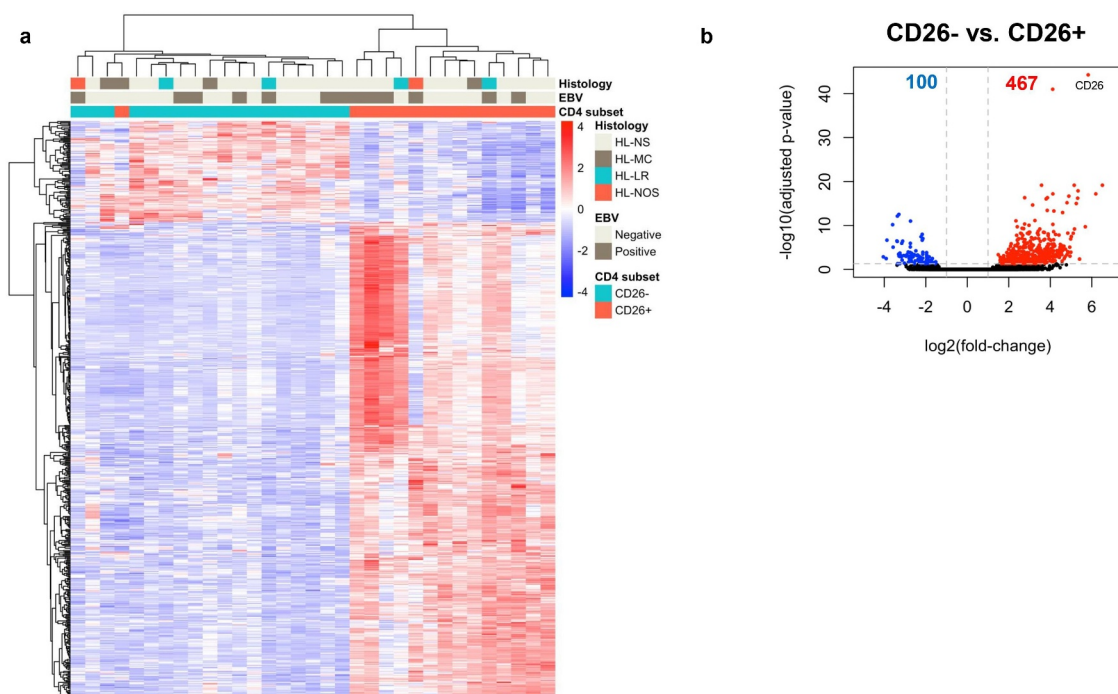 a
Histology
EBV
CD4 subset
4
2
0
-2
-4
Histology
HL-NS
HL-MC
HL-LR
HL-NOS
EBV
Negative
Positive
CD4 subset
CD26-
CD26+
b
CD26- vs. CD26+
100
467
CD26
-log10(adjusted p-value)
40
30
20
10
0
-4 -2 0 2 4 6
log2(fold-change)